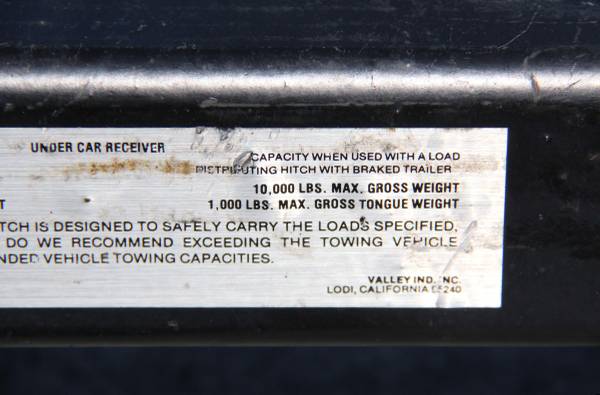 UNDER CAR RECEIVER
CAPACITY WHEN USED WITH A LOAD
DISTRIBUTING HITCH WITH BRAKED TRAILER
10,000 LBS. MAX. GROSS WEIGHT
T 1,000 LBS. MAX. GROSS TONGUE WEIGHT
TCH IS DESIGNED TO SAFELY CARRY THE LOADS SPECIFIED,
DO WE RECOMMEND EXCEEDING THE TOWING VEHICLE
NDED VEHICLE TOWING CAPACITIES.
VALLEY IND. INC.
LODI, CALIFORNIA